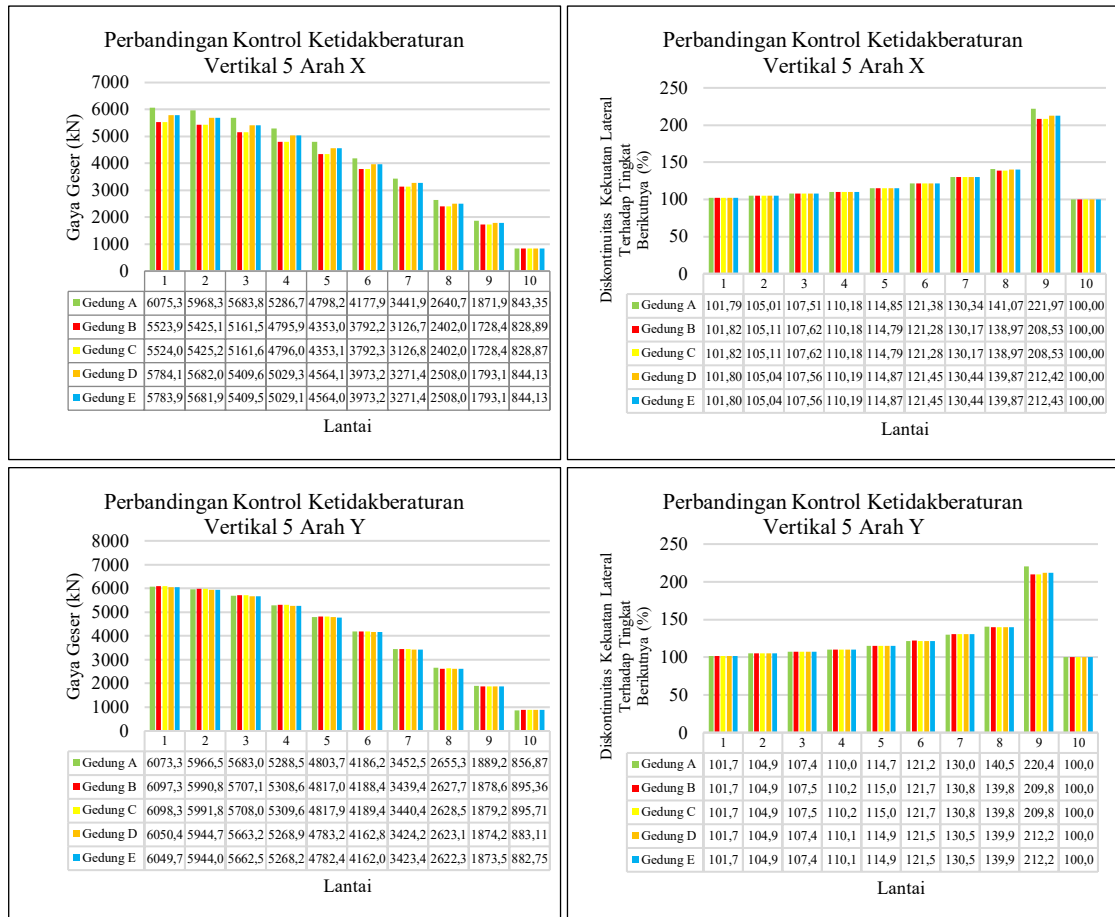 Perbandingan Kontrol Ketidakberaturan
Vertikal 5 Arah X
Gaya Geser (kN)
7000
6000
5000
4000
3000
2000
1000
0
1 2 3 4 5 6 7 8 9 10
Gedung A 6075,3 5968,3 5683,8 5286,7 4798,2 4177,9 3441,9 2640,7 1871,9 843,35
Gedung B 5523,9 5425,1 5161,5 4795,9 4353,0 3792,2 3126,7 2402,0 1728,4 828,89
Gedung C 5524,0 5425,2 5161,6 4796,0 4353,1 3792,3 3126,8 2402,0 1728,4 828,87
Gedung D 5784,1 5682,0 5409,6 5029,3 4564,1 3973,2 3271,4 2508,0 1793,1 844,13
Gedung E 5783,9 5681,9 5409,5 5029,1 4564,0 3973,2 3271,4 2508,0 1793,1 844,13
Lantai
Perbandingan Kontrol Ketidakberaturan
Vertikal 5 Arah X
Diskontinuitas Kekuatan Lateral
Terhadap Tingkat
Berikutnya (%)
250
200
150
100
50
0
1 2 3 4 5 6 7 8 9 10
Gedung A 101,79 105,01 107,51 110,18 114,85 121,38 130,34 141,07 221,97 100,00
Gedung B 101,82 105,11 107,62 110,18 114,79 121,28 130,17 138,97 208,53 100,00
Gedung C 101,82 105,11 107,62 110,18 114,79 121,28 130,17 138,97 208,53 100,00
Gedung D 101,80 105,04 107,56 110,19 114,87 121,45 130,44 139,87 212,42 100,00
Gedung E 101,80 105,04 107,56 110,19 114,87 121,45 130,44 139,87 212,43 100,00
Lantai
Perbandingan Kontrol Ketidakberaturan
Vertikal 5 Arah Y
Gaya Geser (kN)
8000
7000
6000
5000
4000
3000
2000
1000
0
1 2 3 4 5 6 7 8 9 10
Gedung A 6073,3 5966,5 5683,0 5288,5 4803,7 4186,2 3452,5 2655,3 1889,2 856,87
Gedung B 6097,3 5990,8 5707,1 5308,6 4817,0 4188,4 3439,4 2627,7 1878,6 895,36
Gedung C 6098,3 5991,8 5708,0 5309,6 4817,9 4189,4 3440,4 2628,5 1879,2 895,71
Gedung D 6050,4 5944,7 5663,2 5268,9 4783,2 4162,8 3424,2 2623,1 1874,2 883,11
Gedung E 6049,7 5944,0 5662,5 5268,2 4782,4 4162,0 3423,4 2622,3 1873,5 882,75
Lantai
Perbandingan Kontrol Ketidakberaturan
Vertikal 5 Arah Y
Diskontinuitas Kekuatan Lateral
Terhadap Tingkat
Berikutnya (%)
250
200
150
100
50
0
1 2 3 4 5 6 7 8 9 10
Gedung A 101,7 104,9 107,4 110,0 114,7 121,2 130,0 140,5 220,4 100,0
Gedung B 101,7 104,9 107,5 110,2 115,0 121,7 130,8 139,8 209,8 100,0
Gedung C 101,7 104,9 107,5 110,2 115,0 121,7 130,8 139,8 209,8 100,0
Gedung D 101,7 104,9 107,4 110,1 114,9 121,5 130,5 139,9 212,2 100,0
Gedung E 101,7 104,9 107,4 110,1 114,9 121,5 130,5 139,9 212,2 100,0
Lantai